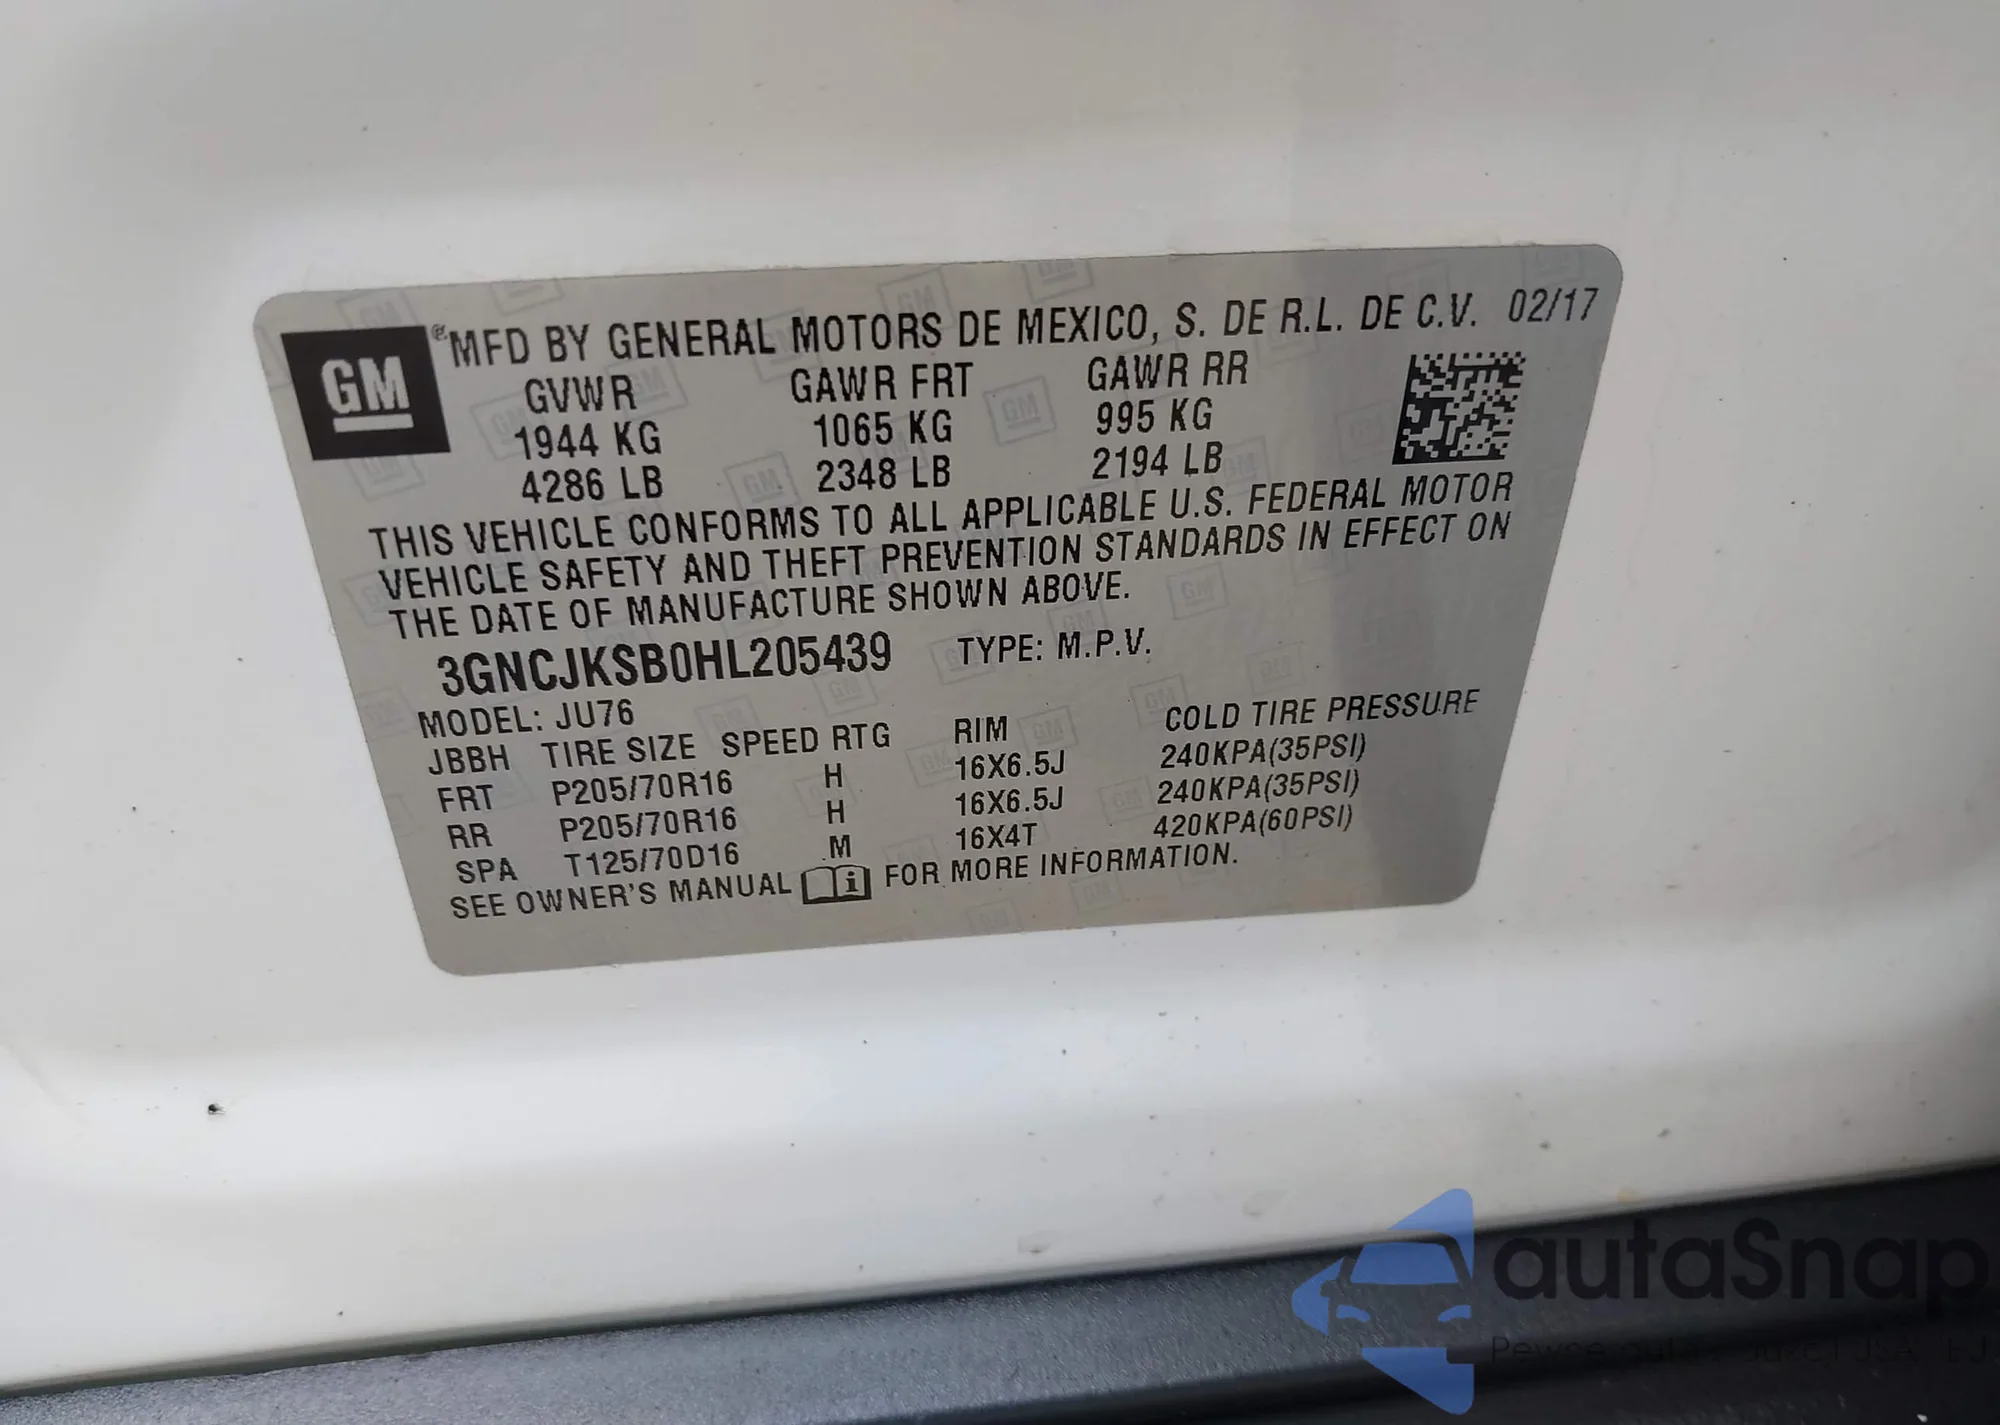 GM
® MFD BY GENERAL MOTORS DE MEXICO, S. DE R.L. DE C.V. 02/17
GVWR GAWR FRT GAWR RR
1944 KG 1065 KG 995 KG
4286 LB 2348 LB 2194 LB
THIS VEHICLE CONFORMS TO ALL APPLICABLE U.S. FEDERAL MOTOR
VEHICLE SAFETY AND THEFT PREVENTION STANDARDS IN EFFECT ON
THE DATE OF MANUFACTURE SHOWN ABOVE.
3GNCJKSB0HL205439 TYPE: M.P.V.
MODEL: JU76
JBBH TIRE SIZE SPEED RTG RIM COLD TIRE PRESSURE
FRT P205/70R16 H 16X6.5J 240KPA(35PSI)
RR P205/70R16 H 16X6.5J 240KPA(35PSI)
SPA T125/70D16 M 16X4T 420KPA(60PSI)
SEE OWNER'S MANUAL i FOR MORE INFORMATION.
autaSnap
Pewne auta z